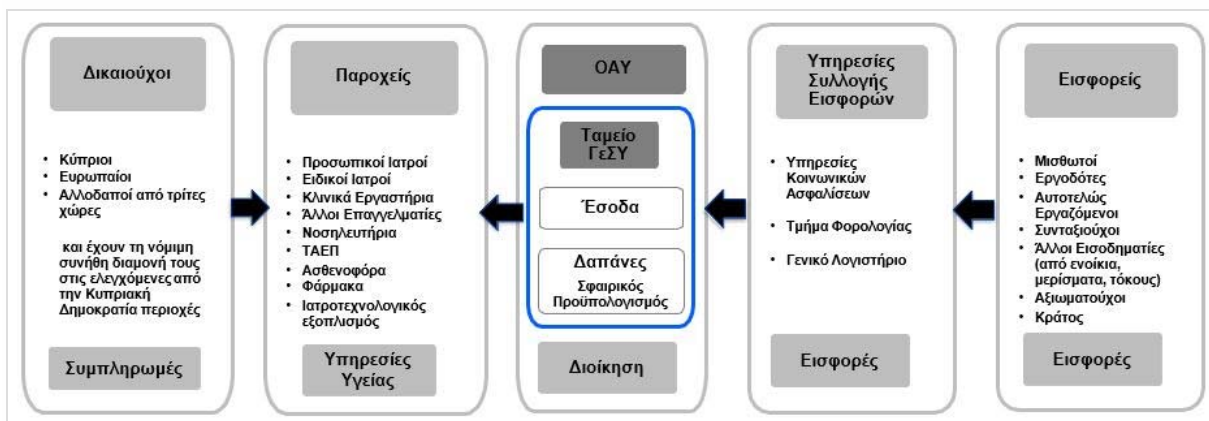 Δικαιούχοι
• Κύπριοι
• Ευρωπαίοι
• Αλλοδαποί από τρίτες
χώρες
και έχουν τη νόμιμη
συνήθη διαμονή τους
στις ελεγχόμενες από
την Κυπριακή
Δημοκρατία περιοχές
Συμπληρωμές
Παροχείς
• Προσωπικοί Ιατροί
• Ειδικοί Ιατροί
• Κλινικά Εργαστήρια
• Άλλοι Επαγγελματίες
• Νοσηλευτήρια
• ΤΑΕΠ
• Ασθενοφόρα
• Φάρμακα
• Ιατροτεχνολογικός
εξοπλισμός
Υπηρεσίες
Υγείας
ΟΑΥ
Ταμείο
ΓεΣΥ
Έσοδα
Δαπάνες
Σφαιρικός
Προϋπολογισμός
Διοίκηση
Υπηρεσίες
Συλλογής
Εισφορών
• Υπηρεσίες
Κοινωνικών
Ασφαλίσεων
• Τμήμα Φορολογίας
• Γενικό Λογιστήριο
Εισφορές
Εισφορείς
• Μισθωτοί
• Εργοδότες
• Αυτοτελώς
Εργαζόμενοι
• Συνταξιούχοι
• Άλλοι Εισοδηματίες
(από ενοίκια,
μερίσματα, τόκους)
• Αξιωματούχοι
• Κράτος
Εισφορές